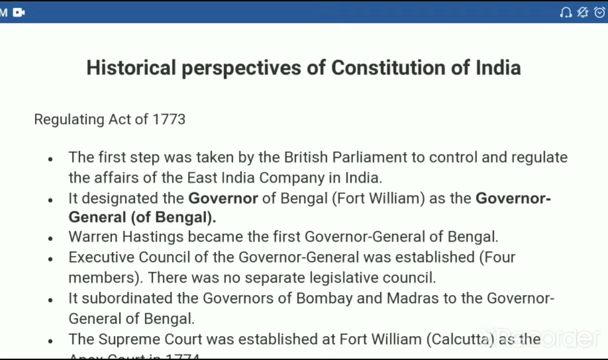 M
Historical perspectives of Constitution of India
Regulating Act of 1773
• The first step was taken by the British Parliament to control and regulate
the affairs of the East India Company in India.
• It designated the Governor of Bengal (Fort William) as the Governor-
General (of Bengal).
• Warren Hastings became the first Governor-General of Bengal.
• Executive Council of the Governor-General was established (Four
members). There was no separate legislative council.
• It subordinated the Governors of Bombay and Madras to the Governor-
General of Bengal.
• The Supreme Court was established at Fort William (Calcutta) as the
Apex Court in 1774.
Recorder